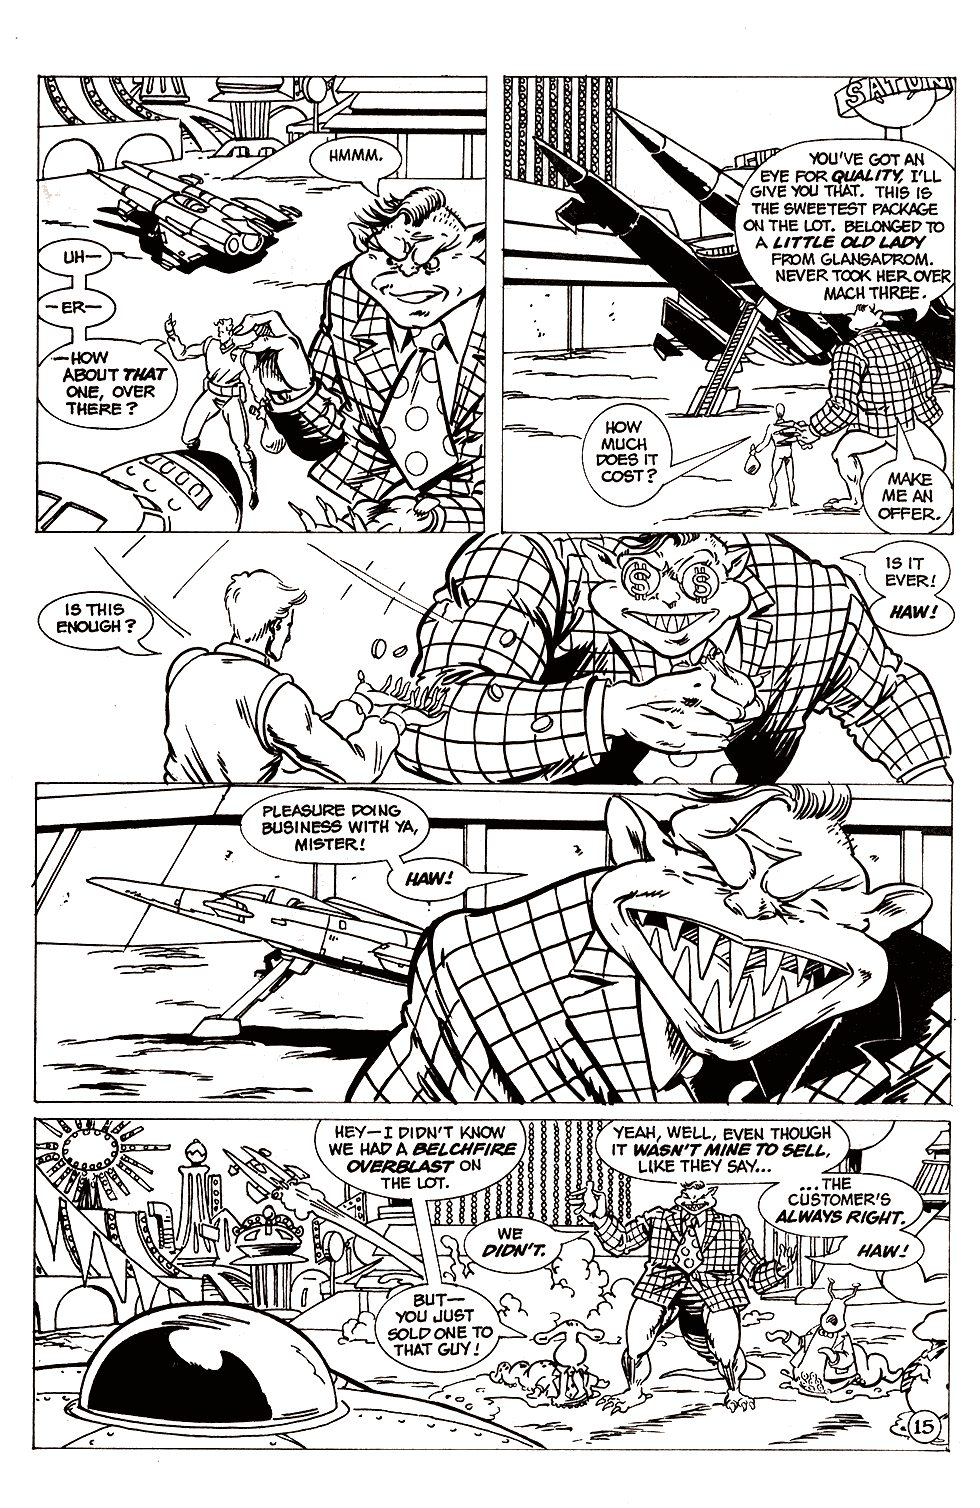 HMMM.
UH—
—ER—
—HOW
ABOUT THAT
ONE, OVER
THERE?
SATURN
YOU'VE GOT AN
EYE FOR QUALITY, I'LL
GIVE YOU THAT. THIS IS
THE SWEETEST PACKAGE
ON THE LOT. BELONGED TO
A LITTLE OLD LADY
FROM GLANSADROM.
NEVER TOOK HER OVER
MACH THREE.
HOW
MUCH
DOES IT
COST?
MAKE
ME AN
OFFER.
IS THIS
ENOUGH?
$ $
IS IT
EVER!
HAW!
PLEASURE DOING
BUSINESS WITH YA,
MISTER!
HAW!
HEY—I DIDN'T KNOW
WE HAD A BELCHFIRE
OVERBLAST ON
THE LOT.
WE
DIDN'T.
BUT—
YOU JUST
SOLD ONE TO
THAT GUY!
YEAH, WELL, EVEN THOUGH
IT WASN'T MINE TO SELL,
LIKE THEY SAY...
...THE
CUSTOMER'S
ALWAYS RIGHT.
HAW!
15